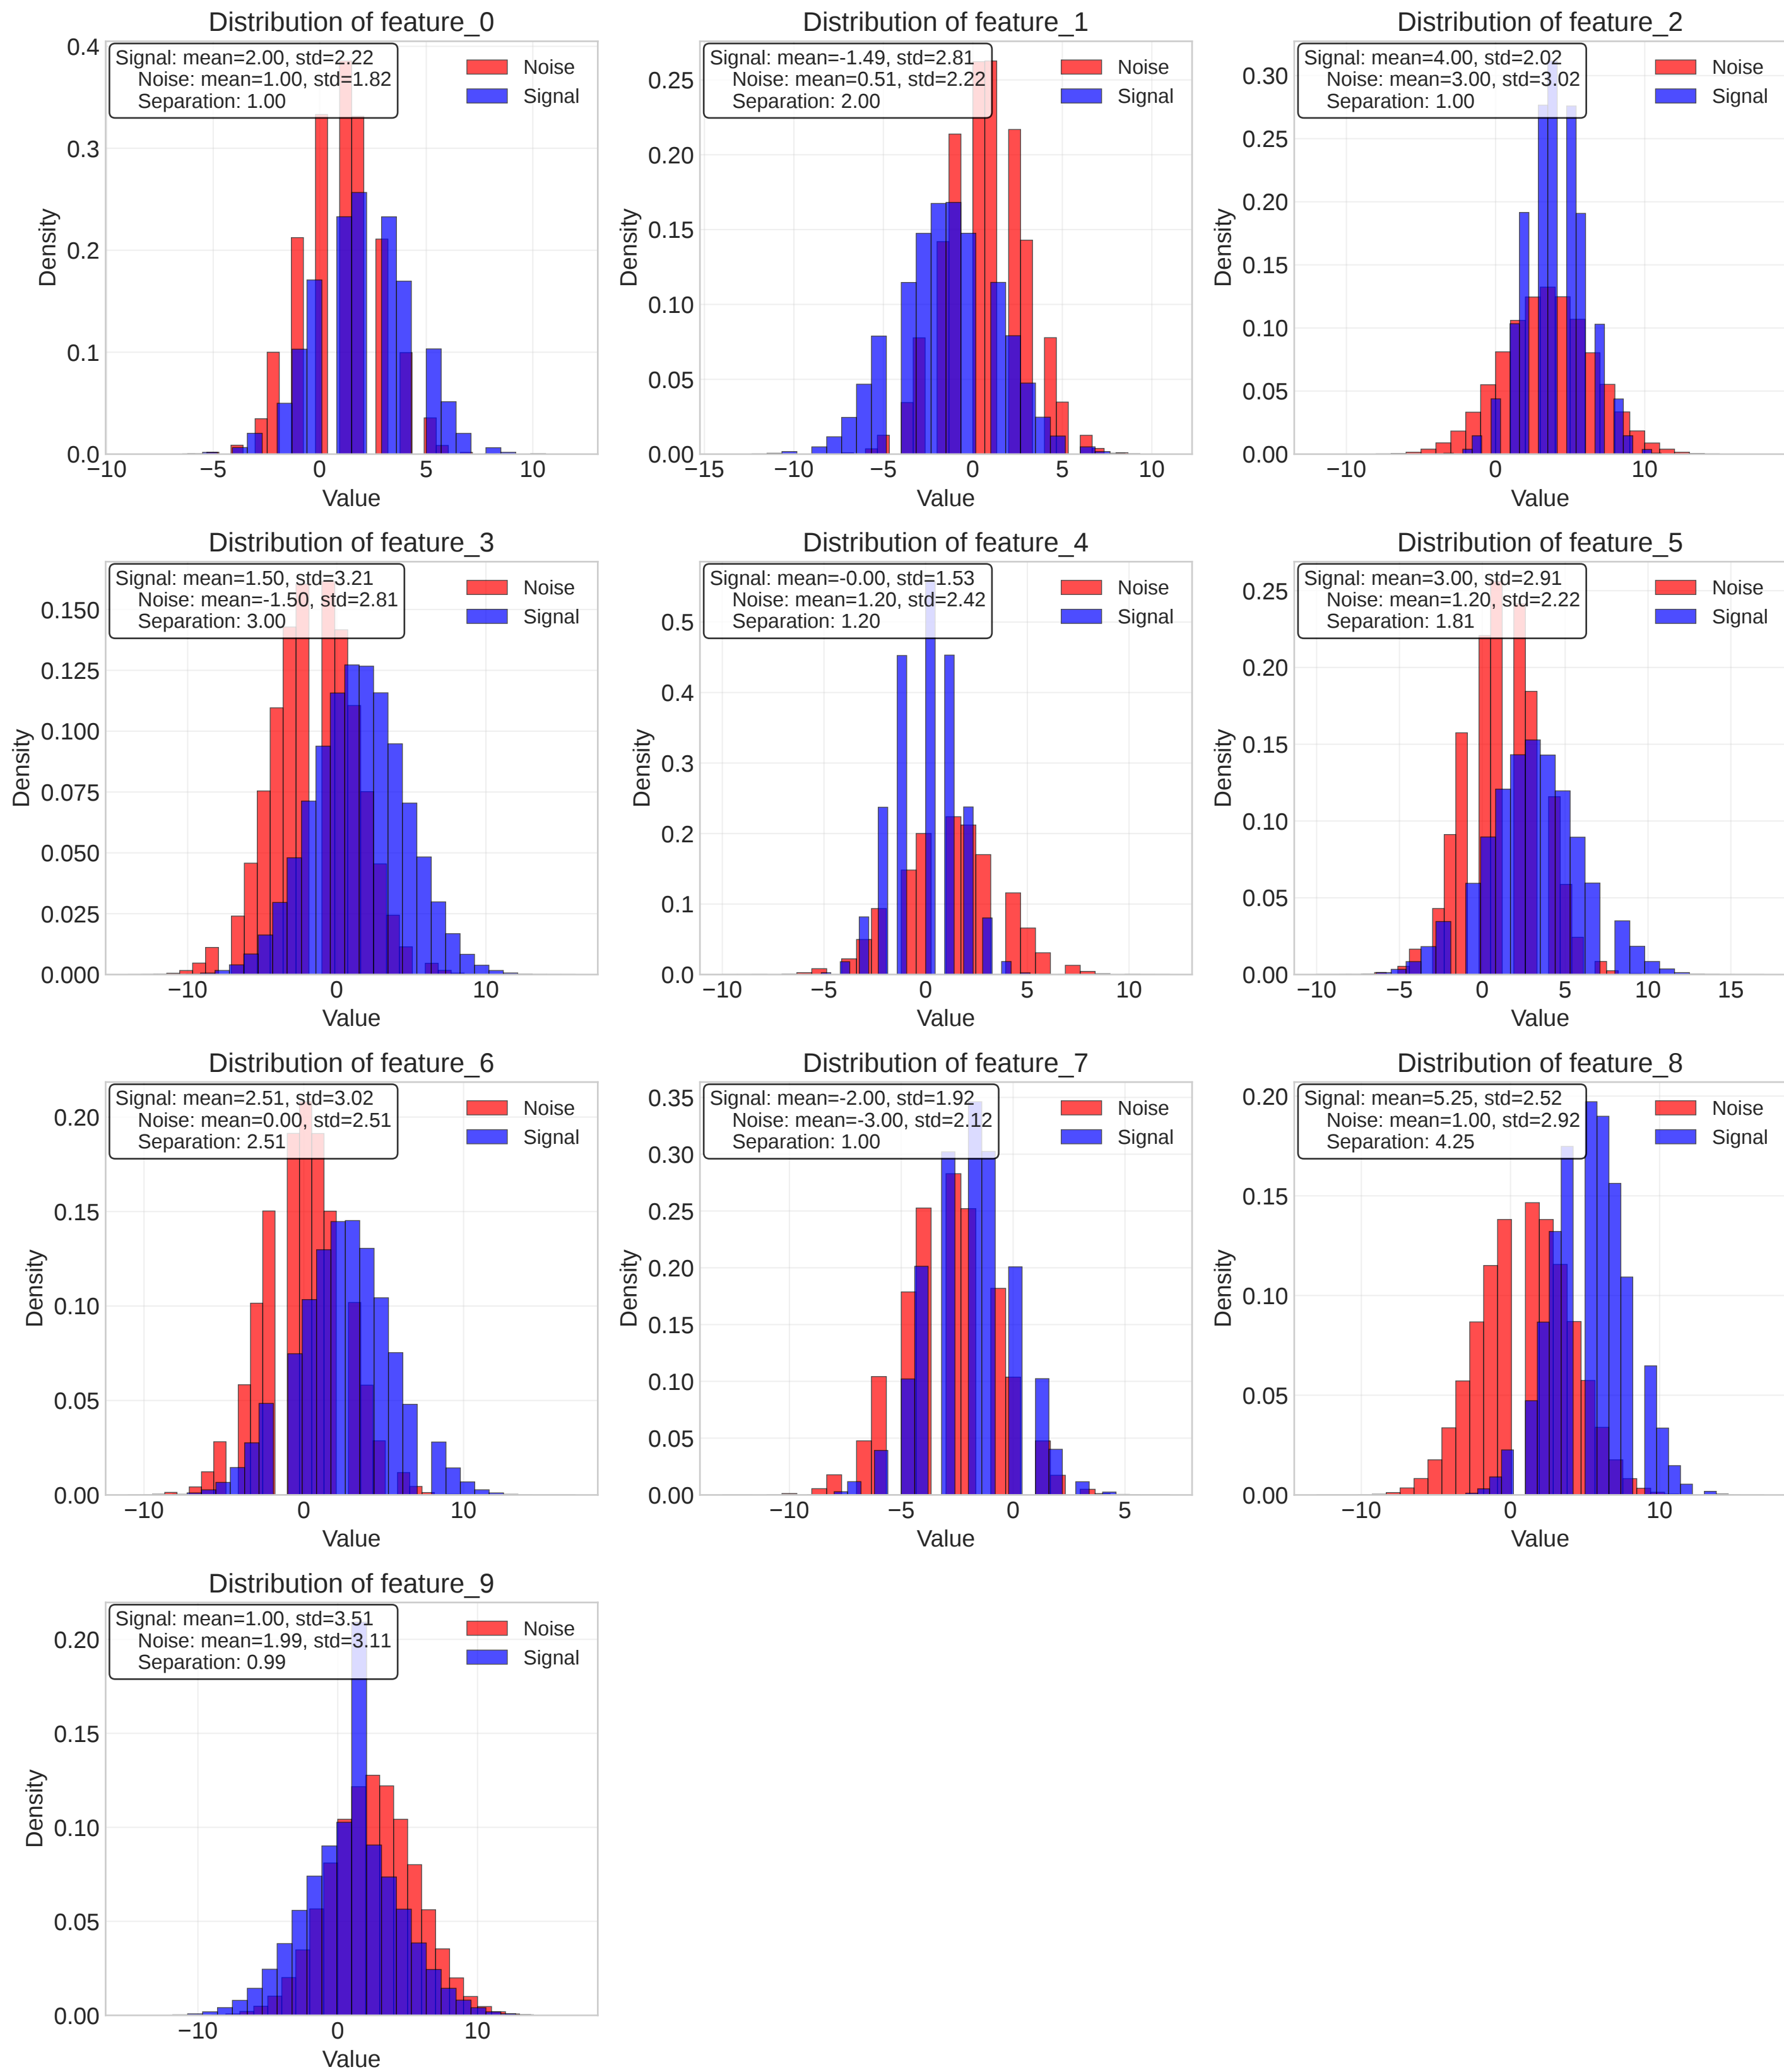 Distribution of feature_0
Signal: mean=2.00, std=2.22
Noise: mean=1.00, std=1.82
Separation: 1.00
Noise
Signal
Density
0.4
0.3
0.2
0.1
0.0
−10 −5 0 5 10
Value
Distribution of feature_1
Signal: mean=-1.49, std=2.81
Noise: mean=0.51, std=2.22
Separation: 2.00
Noise
Signal
Density
0.25
0.20
0.15
0.10
0.05
0.00
−15 −10 −5 0 5 10
Value
Distribution of feature_2
Signal: mean=4.00, std=2.02
Noise: mean=3.00, std=3.02
Separation: 1.00
Noise
Signal
Density
0.30
0.25
0.20
0.15
0.10
0.05
0.00
−10 0 10
Value
Distribution of feature_3
Signal: mean=1.50, std=3.21
Noise: mean=-1.50, std=2.81
Separation: 3.00
Noise
Signal
Density
0.150
0.125
0.100
0.075
0.050
0.025
0.000
−10 0 10
Value
Distribution of feature_4
Signal: mean=-0.00, std=1.53
Noise: mean=1.20, std=2.42
Separation: 1.20
Noise
Signal
Density
0.5
0.4
0.3
0.2
0.1
0.0
−10 −5 0 5 10
Value
Distribution of feature_5
Signal: mean=3.00, std=2.91
Noise: mean=1.20, std=2.22
Separation: 1.81
Noise
Signal
Density
0.25
0.20
0.15
0.10
0.05
0.00
−10 −5 0 5 10 15
Value
Distribution of feature_6
Signal: mean=2.51, std=3.02
Noise: mean=0.00, std=2.51
Separation: 2.51
Noise
Signal
Density
0.20
0.15
0.10
0.05
0.00
−10 0 10
Value
Distribution of feature_7
Signal: mean=-2.00, std=1.92
Noise: mean=-3.00, std=2.12
Separation: 1.00
Noise
Signal
Density
0.35
0.30
0.25
0.20
0.15
0.10
0.05
0.00
−10 −5 0 5
Value
Distribution of feature_8
Signal: mean=5.25, std=2.52
Noise: mean=1.00, std=2.92
Separation: 4.25
Noise
Signal
Density
0.20
0.15
0.10
0.05
0.00
−10 0 10
Value
Distribution of feature_9
Signal: mean=1.00, std=3.51
Noise: mean=1.99, std=3.11
Separation: 0.99
Noise
Signal
Density
0.20
0.15
0.10
0.05
0.00
−10 0 10
Value